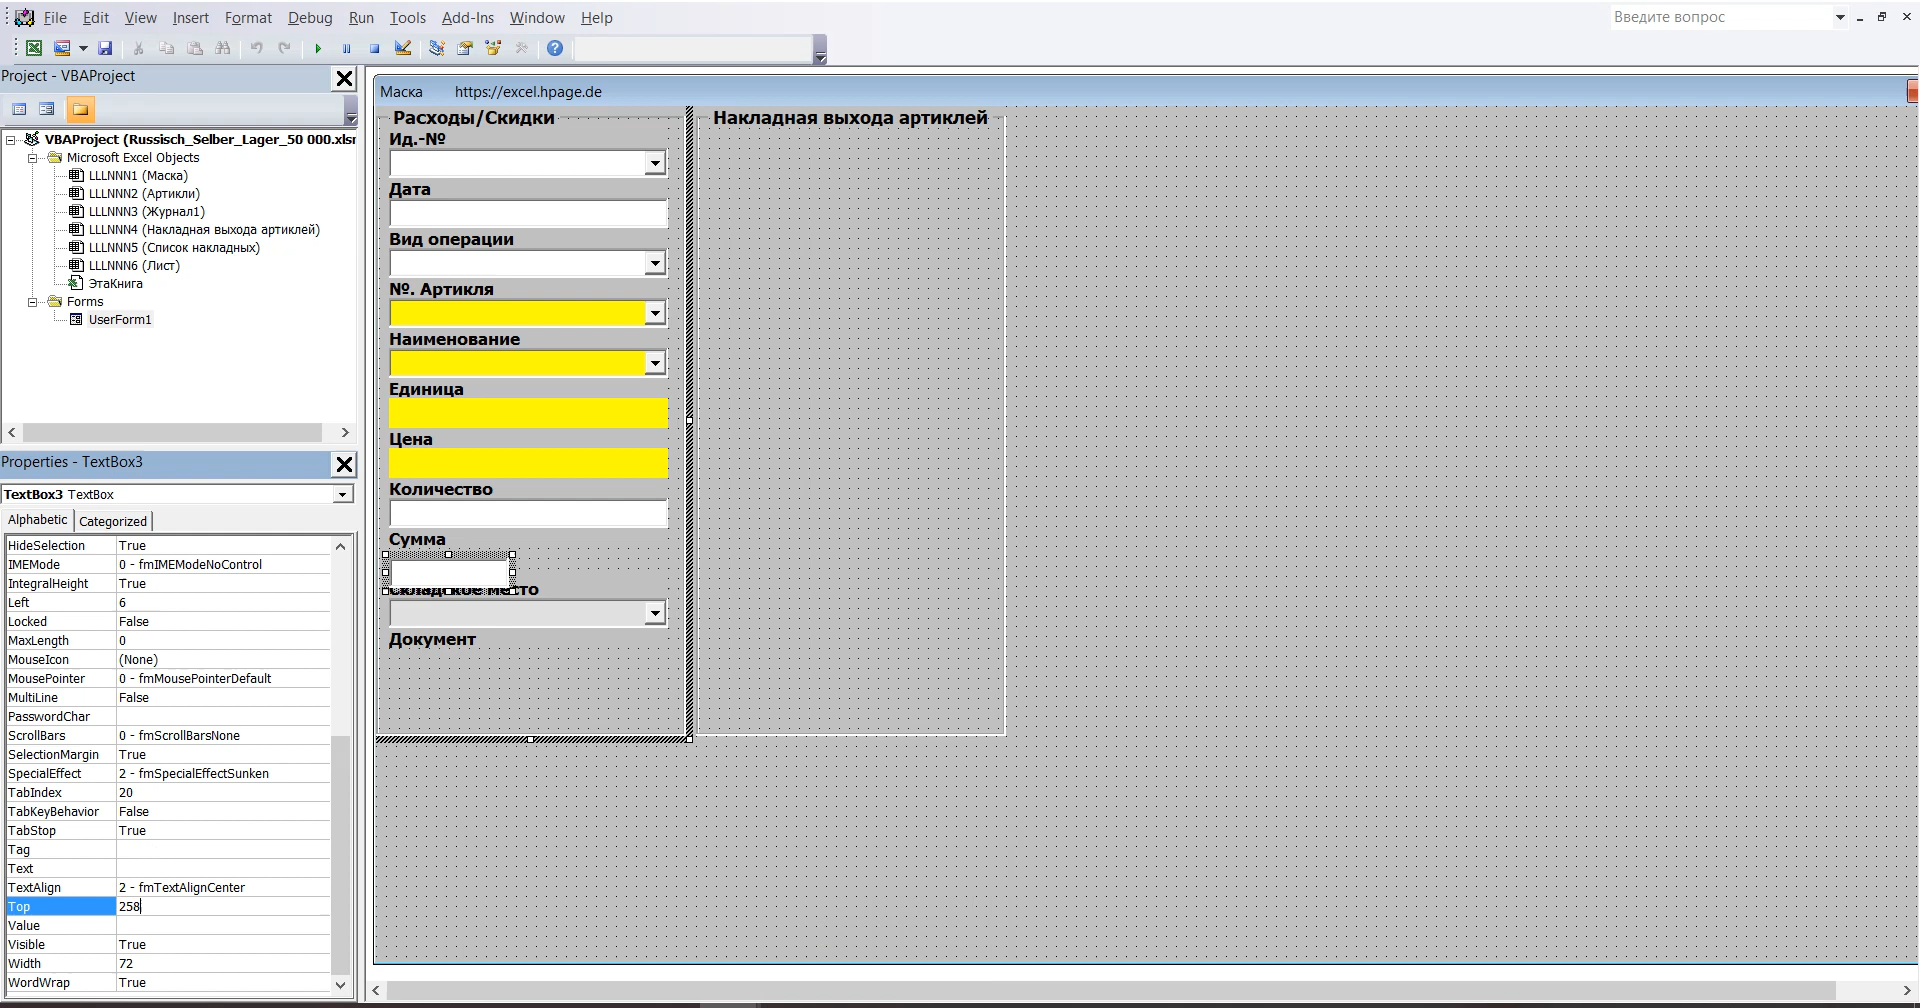 File Edit View Insert Format Debug Run Tools Add-Ins Window Help
Введите вопрос
Project - VBAProject
VBAProject (Russisch_Selber_Lager_50 000.xlsm
Microsoft Excel Objects
LLLNNN1 (Маска)
LLLNNN2 (Артикли)
LLLNNN3 (Журнал1)
LLLNNN4 (Накладная выхода артиклей)
LLLNNN5 (Список накладных)
LLLNNN6 (Лист)
ЭтаКнига
Forms
UserForm1
Properties - TextBox3
TextBox3 TextBox
Alphabetic Categorized
HideSelection True
IMEMode 0 - fmIMEModeNoControl
IntegralHeight True
Left 6
Locked False
MaxLength 0
MouseIcon (None)
MousePointer 0 - fmMousePointerDefault
MultiLine False
PasswordChar
ScrollBars 0 - fmScrollBarsNone
SelectionMargin True
SpecialEffect 2 - fmSpecialEffectSunken
TabIndex 20
TabKeyBehavior False
TabStop True
Tag
Text
TextAlign 2 - fmTextAlignCenter
Top 258
Value
Visible True
Width 72
WordWrap True
Маска https://excel.hpage.de
Расходы/Скидки
Ид.-№
Дата
Вид операции
№. Артикля
Наименование
Единица
Цена
Количество
Сумма
Складское место
Документ
Накладная выхода артиклей